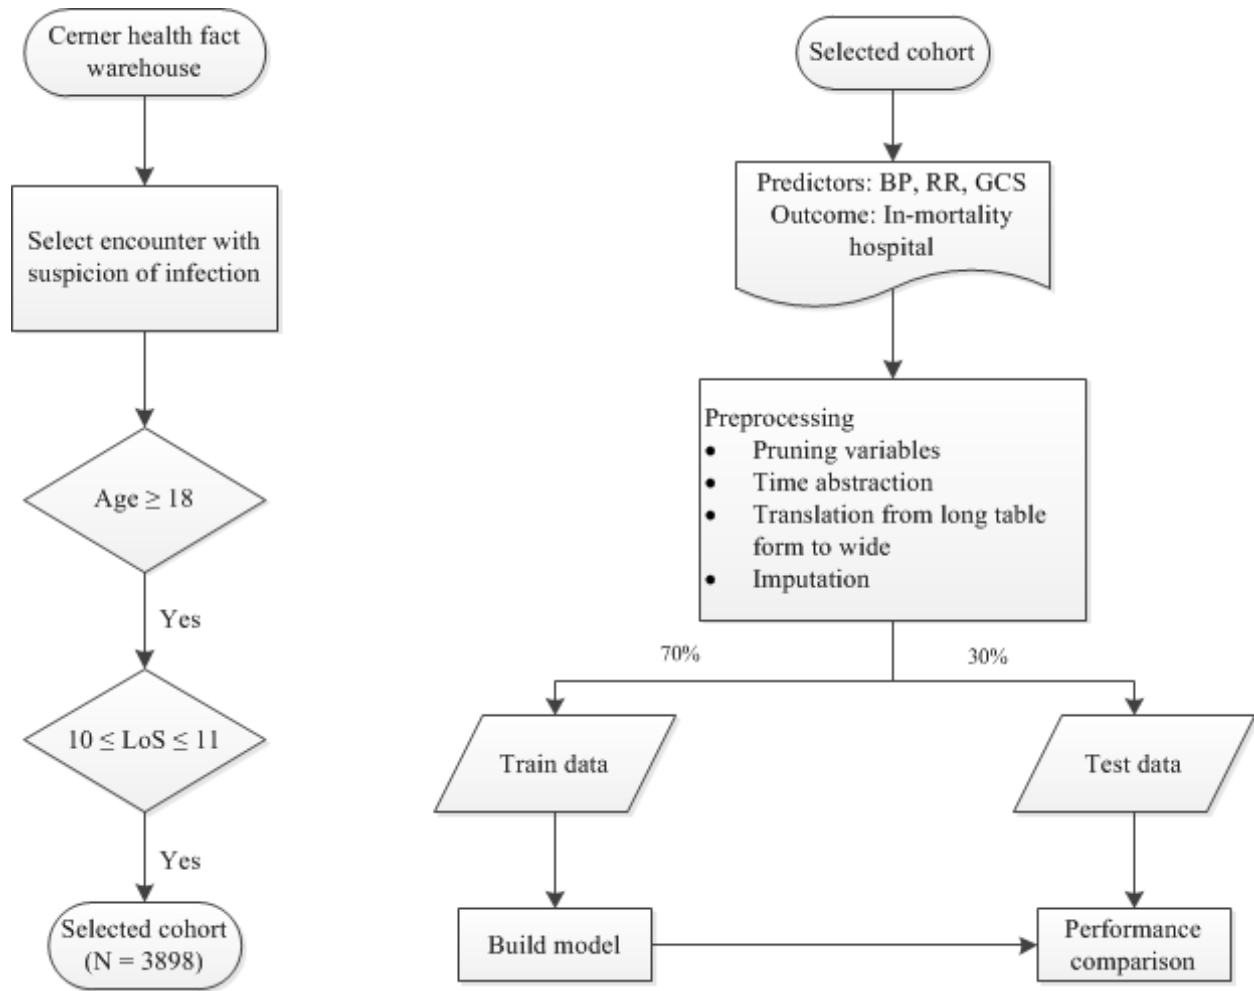 Cerner health fact
warehouse
Select encounter with
suspicion of infection
Age ≥ 18
Yes
10 ≤ LoS ≤ 11
Yes
Selected cohort
(N = 3898)
Selected cohort
Predictors: BP, RR, GCS
Outcome: In-mortality
hospital
Preprocessing
• Pruning variables
• Time abstraction
• Translation from long table
form to wide
• Imputation
70%
30%
Train data
Test data
Build model
Performance
comparison